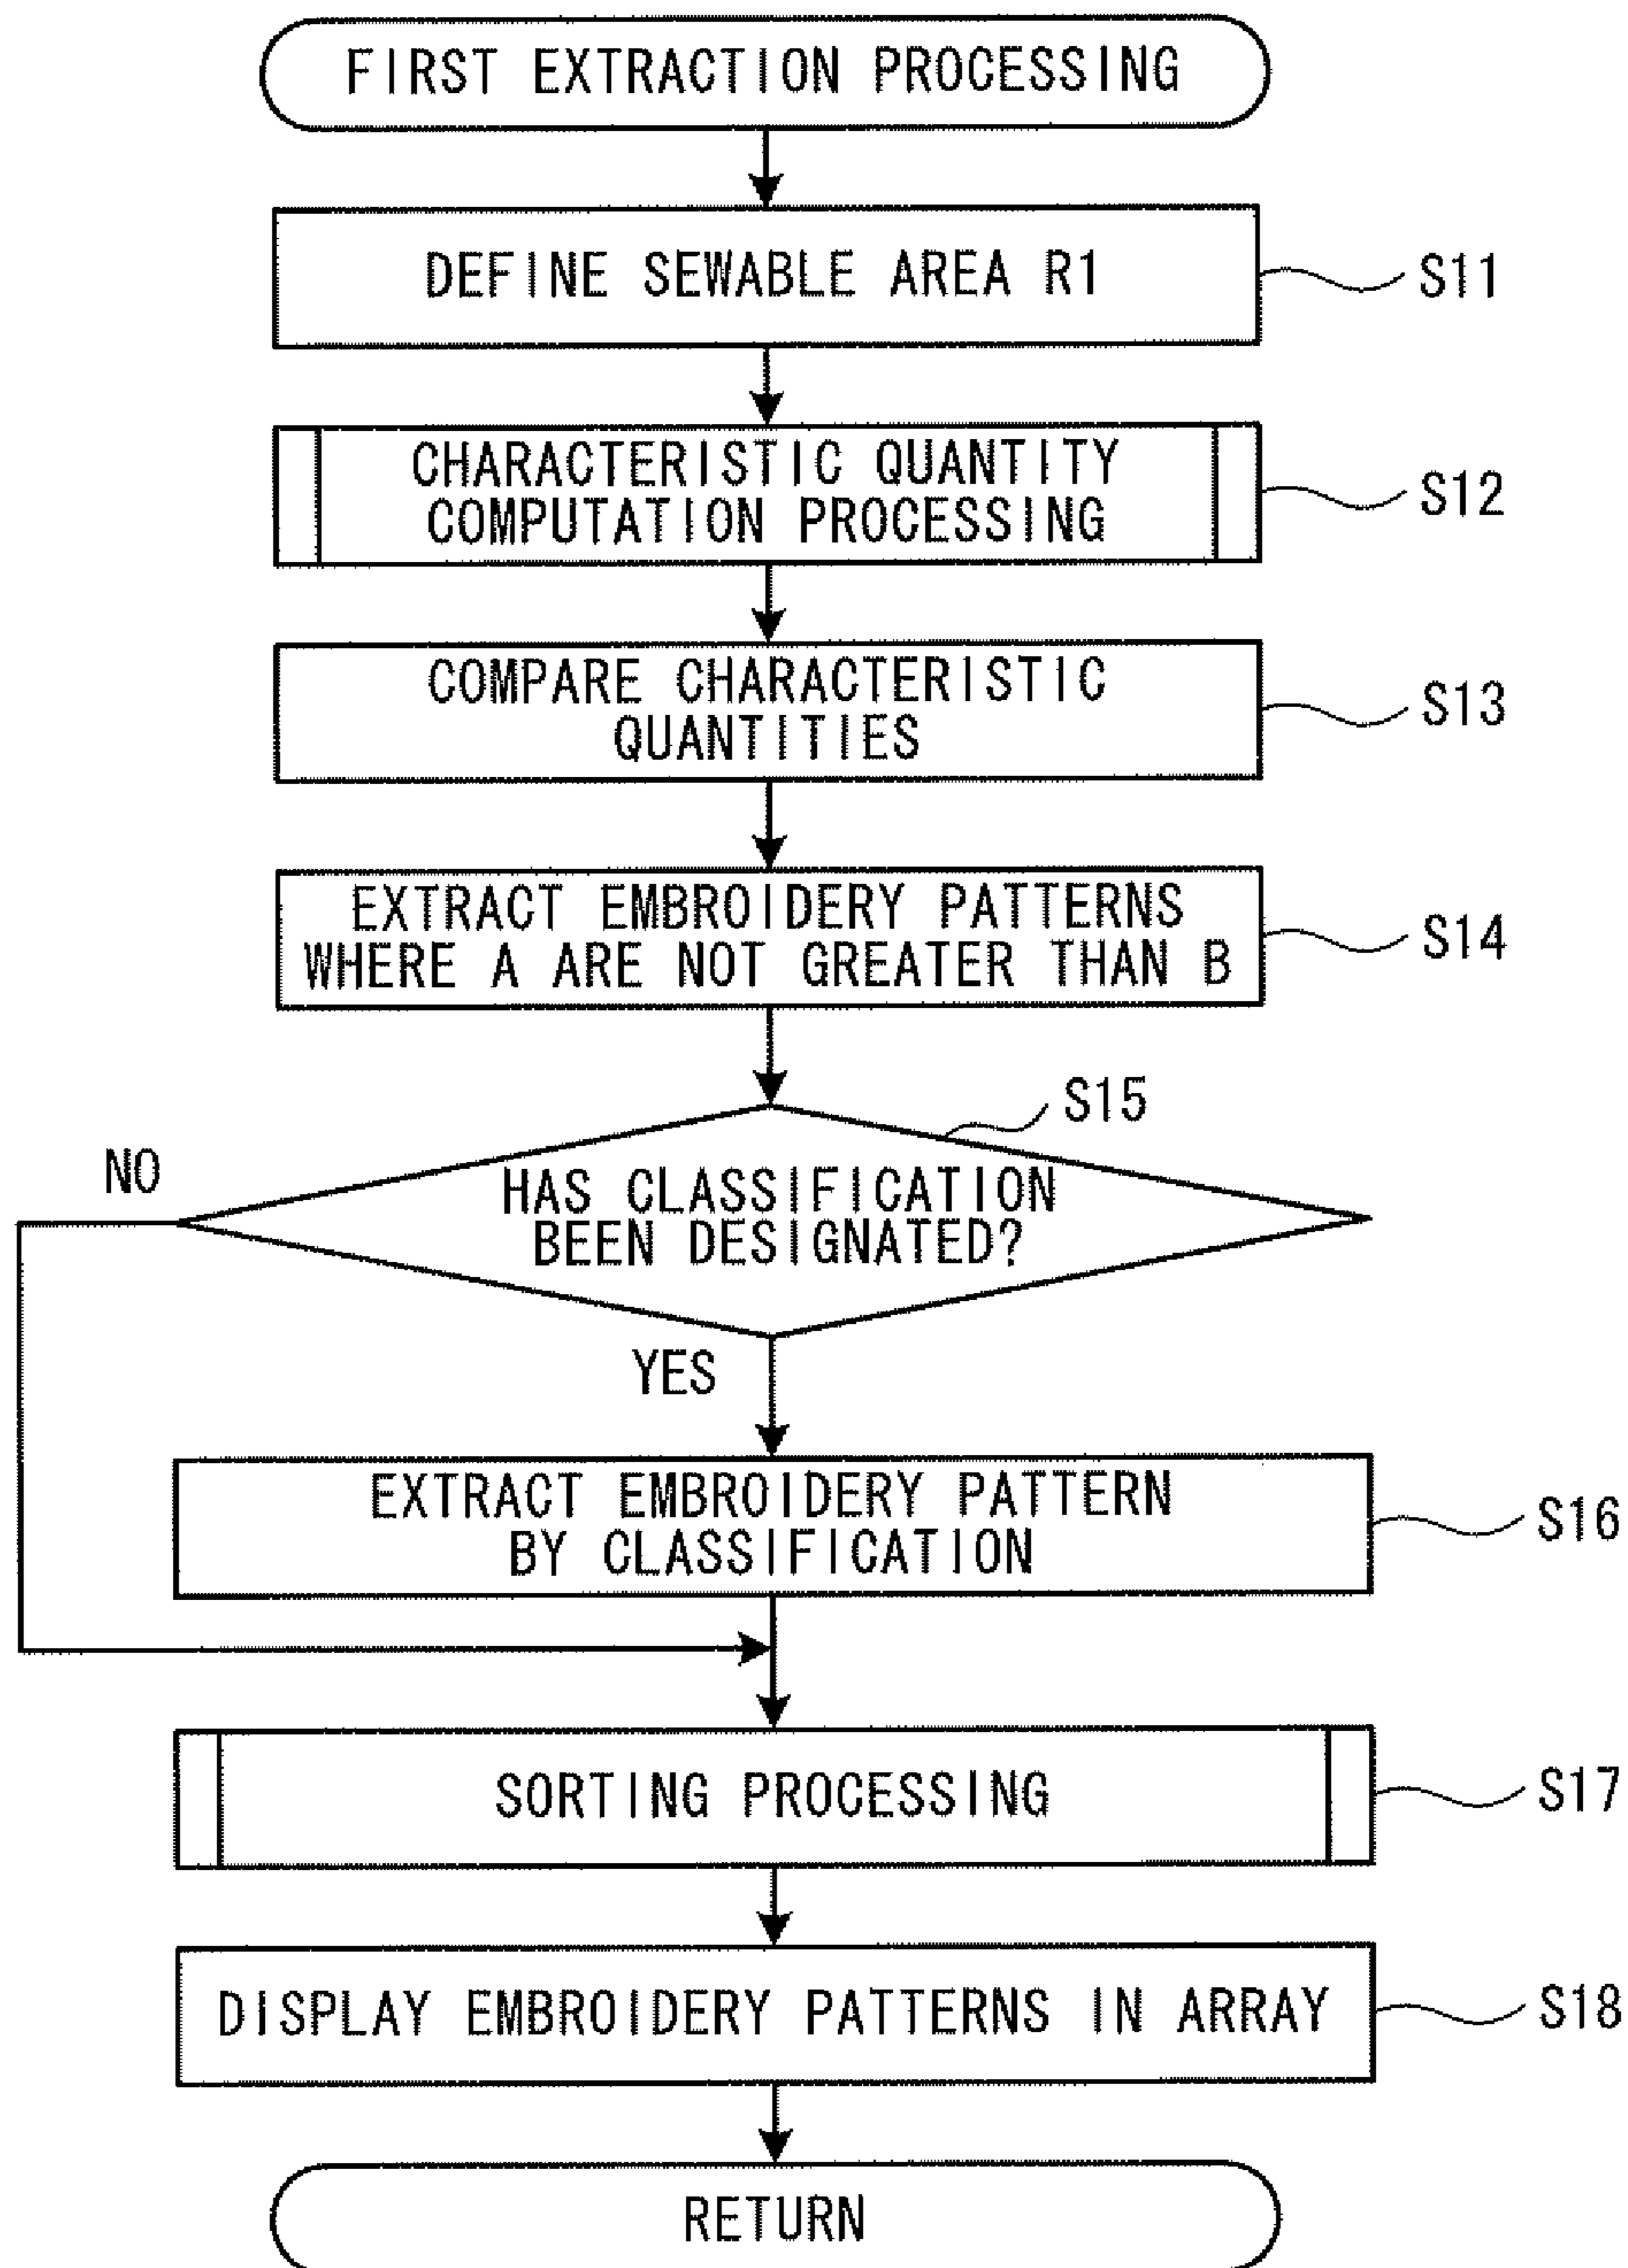 FIRST EXTRACTION PROCESSING
DEFINE SEWABLE AREA R1
S11
CHARACTERISTIC QUANTITY
COMPUTATION PROCESSING
S12
COMPARE CHARACTERISTIC
QUANTITIES
S13
EXTRACT EMBROIDERY PATTERNS
WHERE A ARE NOT GREATER THAN B
S14
S15
NO
HAS CLASSIFICATION
BEEN DESIGNATED?
YES
EXTRACT EMBROIDERY PATTERN
BY CLASSIFICATION
S16
SORTING PROCESSING
S17
DISPLAY EMBROIDERY PATTERNS IN ARRAY
S18
RETURN